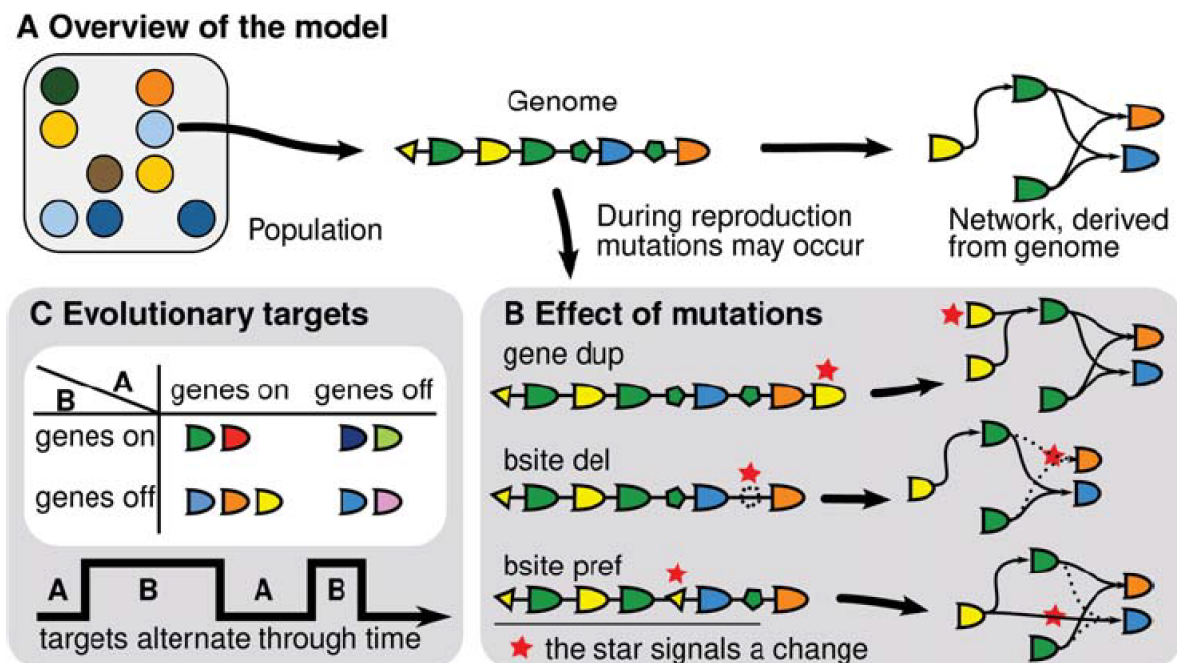 A Overview of the model
Genome
Population
During reproduction
mutations may occur
Network, derived
from genome
C Evolutionary targets
A
B
genes on
genes off
genes on
genes off
A
B
A
B
targets alternate through time
B Effect of mutations
gene dup
bsite del
bsite pref
the star signals a change